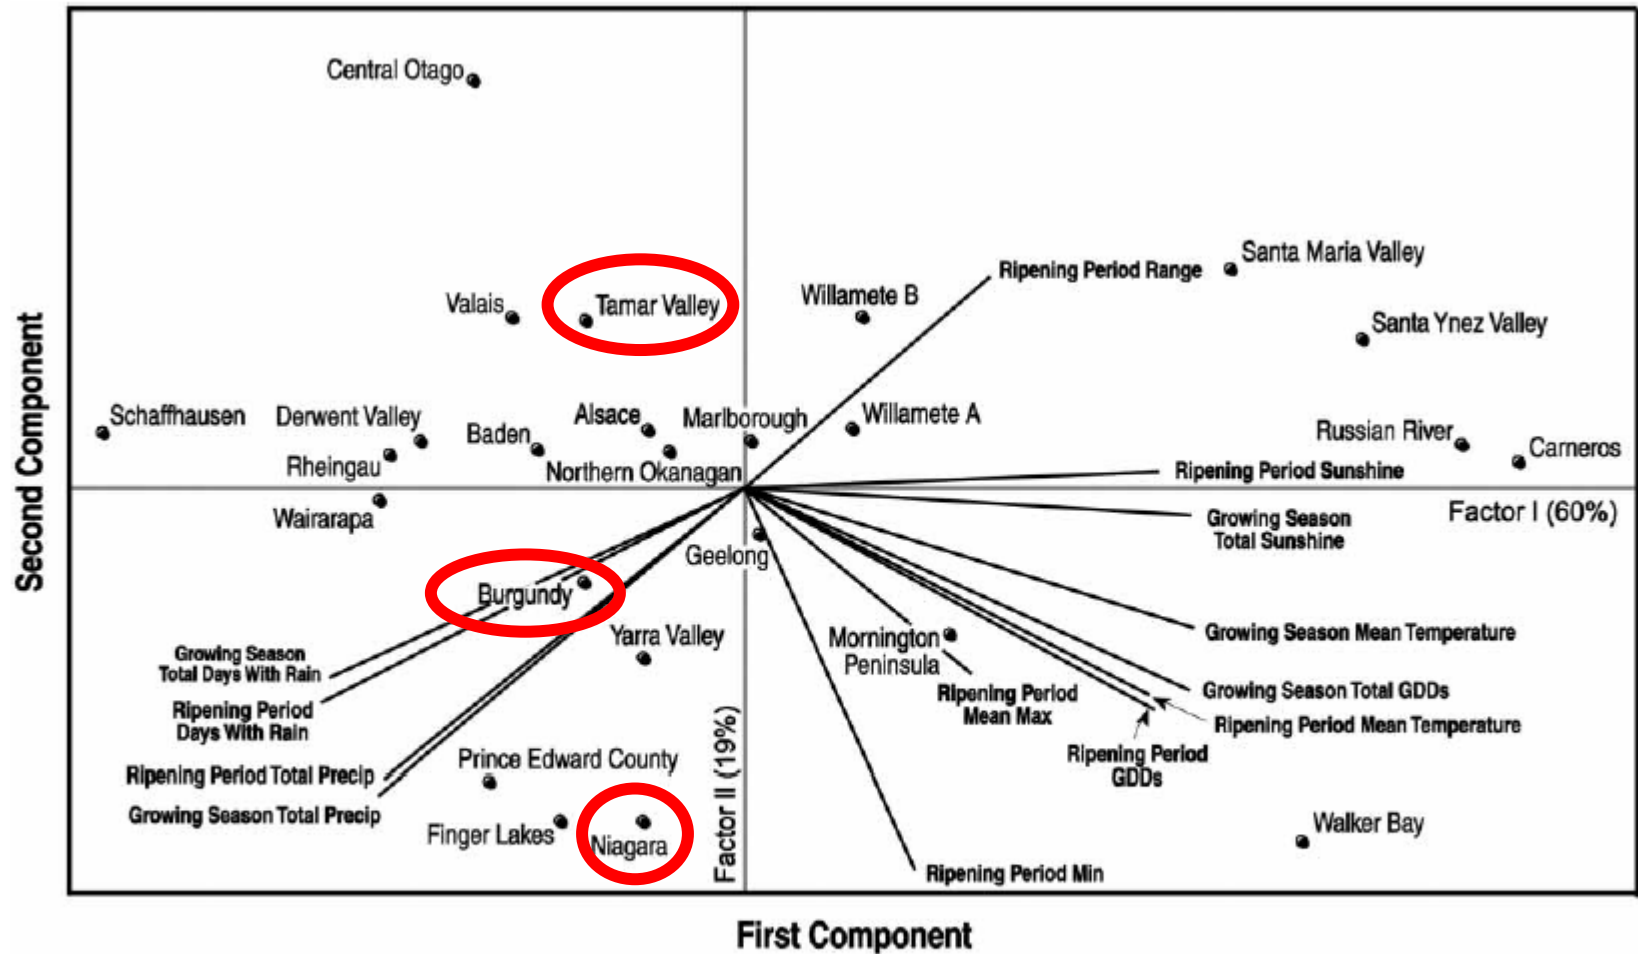 Central Otago
Santa Maria Valley
Ripening Period Range
Valais
Tamar Valley
Willamete B
Santa Ynez Valley
Schaffhausen
Derwent Valley
Alsace
Marlborough
Willamete A
Baden
Russian River
Carneros
Rheingau
Northern Okanagan
Ripening Period Sunshine
Wairarapa
Factor I (60%)
Growing Season
Total Sunshine
Geelong
Burgundy
Yarra Valley
Mornington
Peninsula
Growing Season Mean Temperature
Growing Season
Total Days With Rain
Ripening Period
Mean Max
Growing Season Total GDDs
Ripening Period
Days With Rain
Ripening Period Mean Temperature
Ripening Period
GDDs
Prince Edward County
Ripening Period Total Precip
Growing Season Total Precip
Finger Lakes
Niagara
Factor II (19%)
Walker Bay
Ripening Period Min
Second Component
First Component